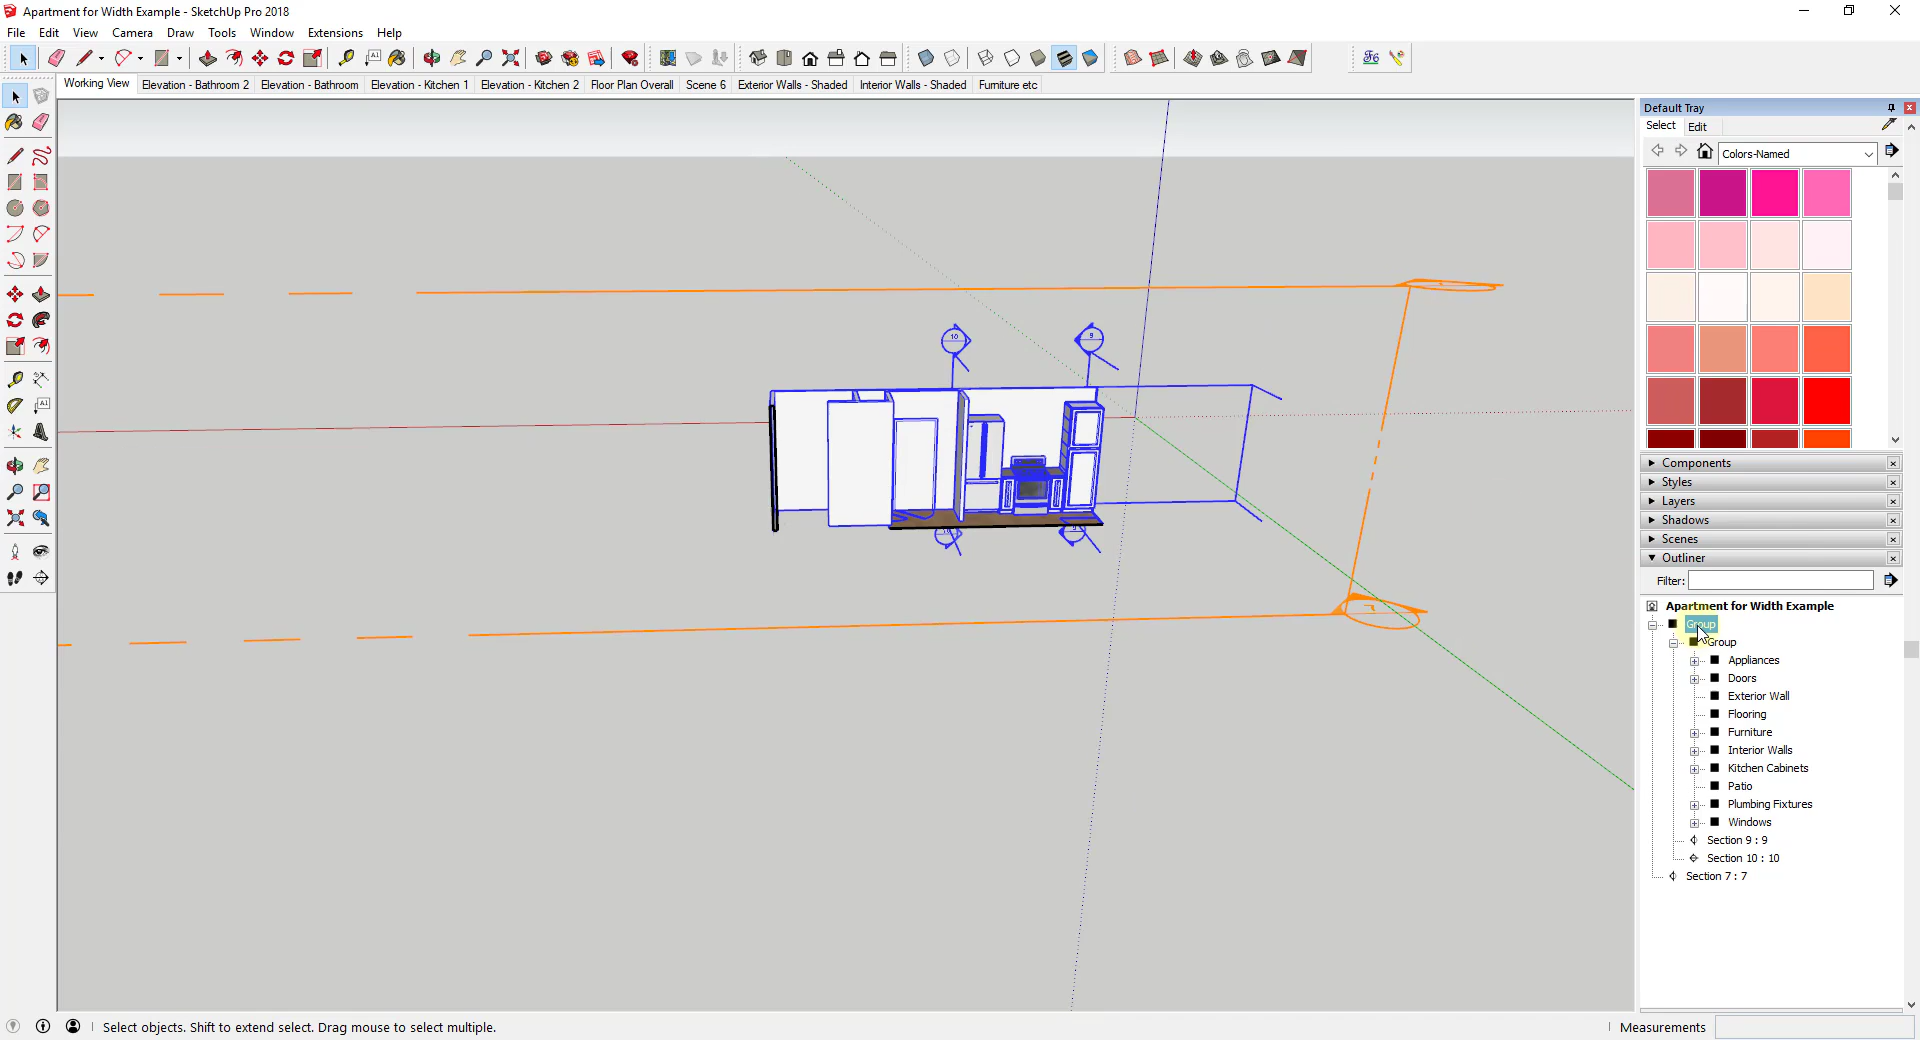 Apartment for Width Example - SketchUp Pro 2018
File Edit View Camera Draw Tools Window Extensions Help
Working View Elevation - Bathroom 2 Elevation - Bathroom Elevation - Kitchen 1 Elevation - Kitchen 2 Floor Plan Overall Scene 6 Exterior Walls - Shaded Interior Walls - Shaded Furniture etc
Default Tray
Select Edit
Colors-Named
10
9
Components
Styles
Layers
Shadows
Scenes
Outliner
Filter:
Apartment for Width Example
Group
Group
Appliances
Doors
Exterior Wall
Flooring
Furniture
Interior Walls
Kitchen Cabinets
Patio
Plumbing Fixtures
Windows
Section 9 : 9
Section 10 : 10
Section 7 : 7
Select objects. Shift to extend select. Drag mouse to select multiple.
Measurements